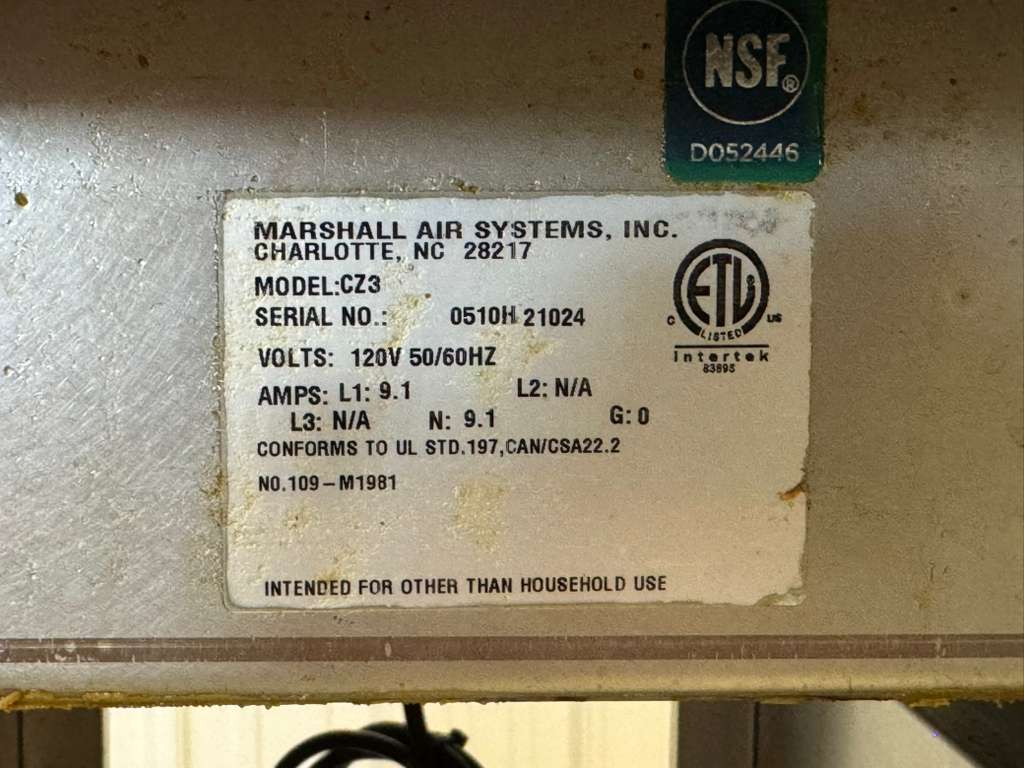 NSF®
D052446
MARSHALL AIR SYSTEMS, INC.
CHARLOTTE, NC 28217
MODEL:CZ3
SERIAL NO.: 0510H 21024
VOLTS: 120V 50/60HZ
AMPS: L1: 9.1 L2: N/A
L3: N/A N: 9.1 G: 0
CONFORMS TO UL STD.197,CAN/CSA22.2
NO.109-M1981
INTENDED FOR OTHER THAN HOUSEHOLD USE
ETL
C US
LISTED
Intertek
83895